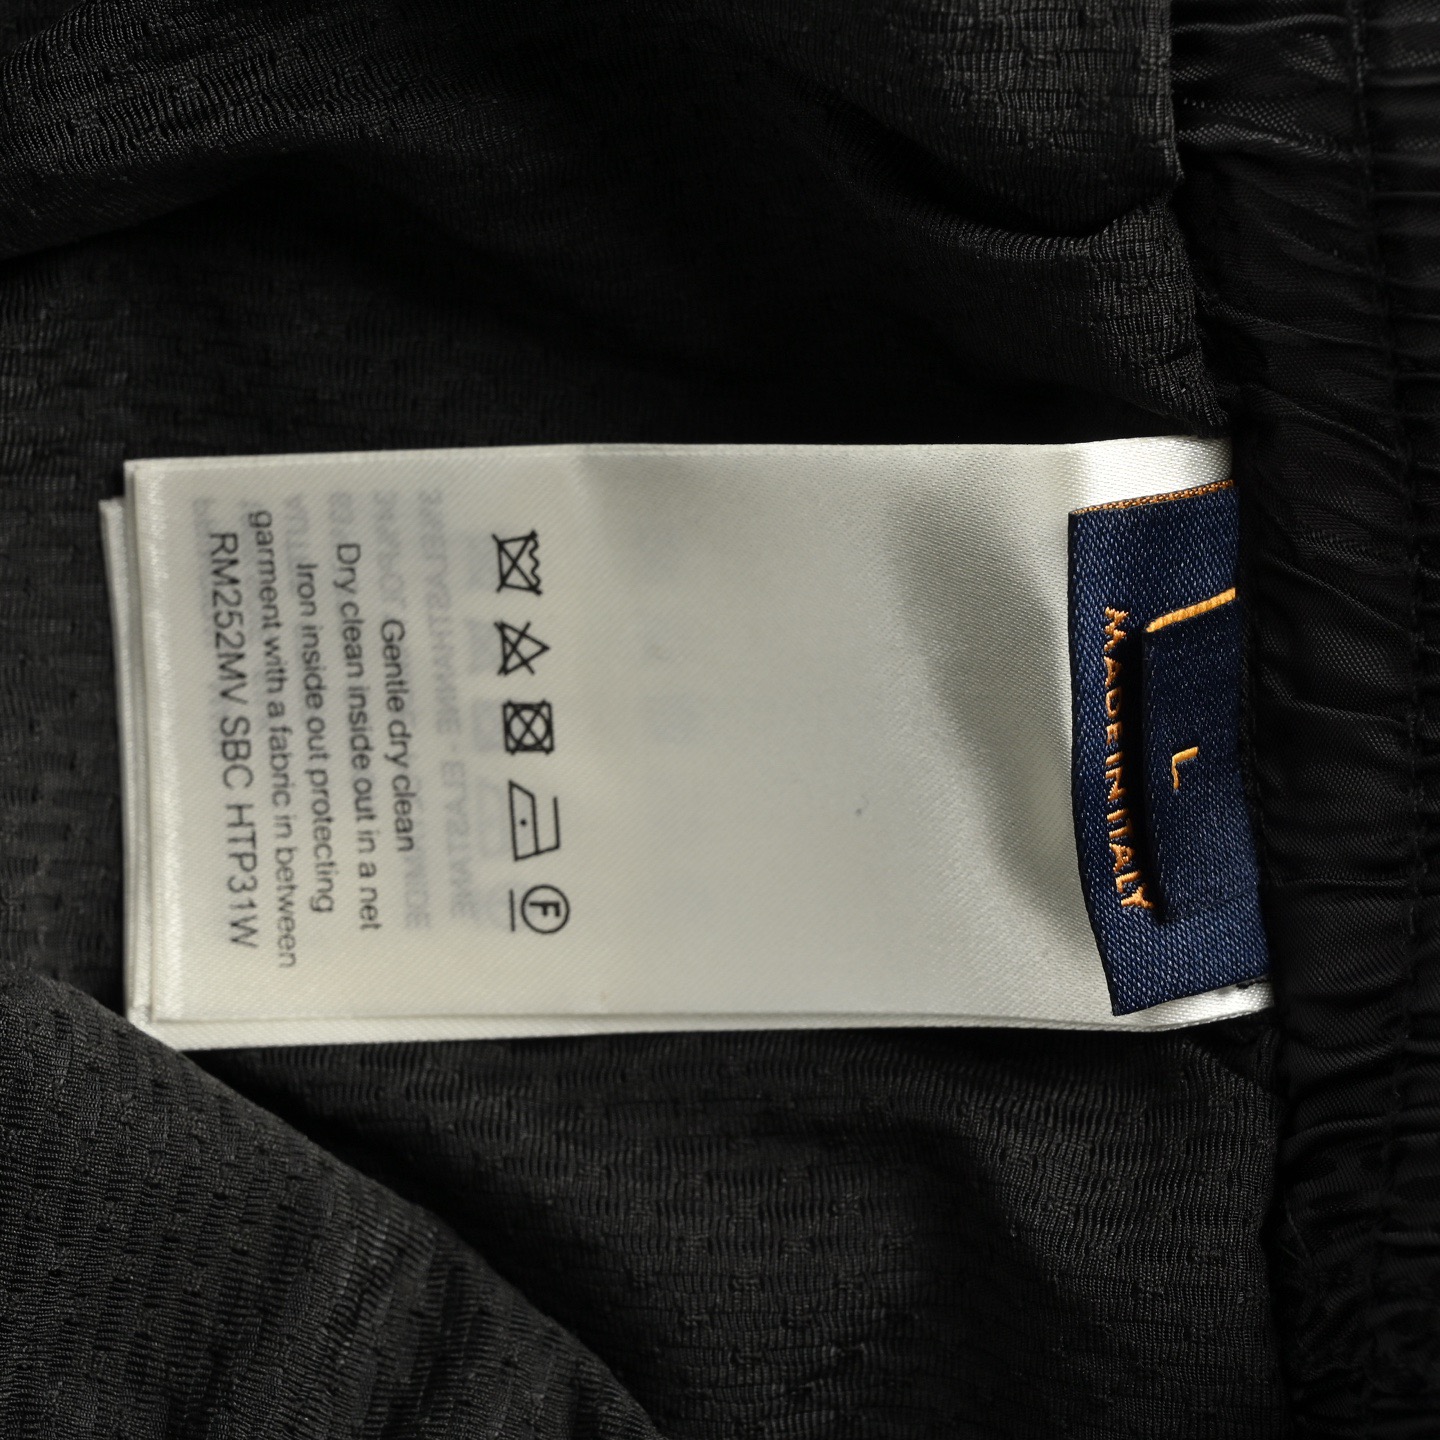 MADE IN ITALY
L
F
Gentle dry clean
Dry clean inside out in a net
Iron inside out protecting
garment with a fabric in between
RM252MV SBC HTP31W